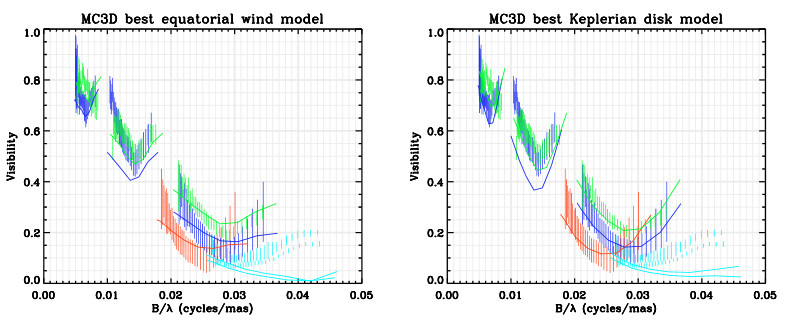 MC3D best equatorial wind model
MC3D best Keplerian disk model
1.0
0.8
0.6
0.4
0.2
0.0
Visibility
0.00 0.01 0.02 0.03 0.04 0.05
B/λ (cycles/mas)
1.0
0.8
0.6
0.4
0.2
0.0
Visibility
0.00 0.01 0.02 0.03 0.04 0.05
B/λ (cycles/mas)